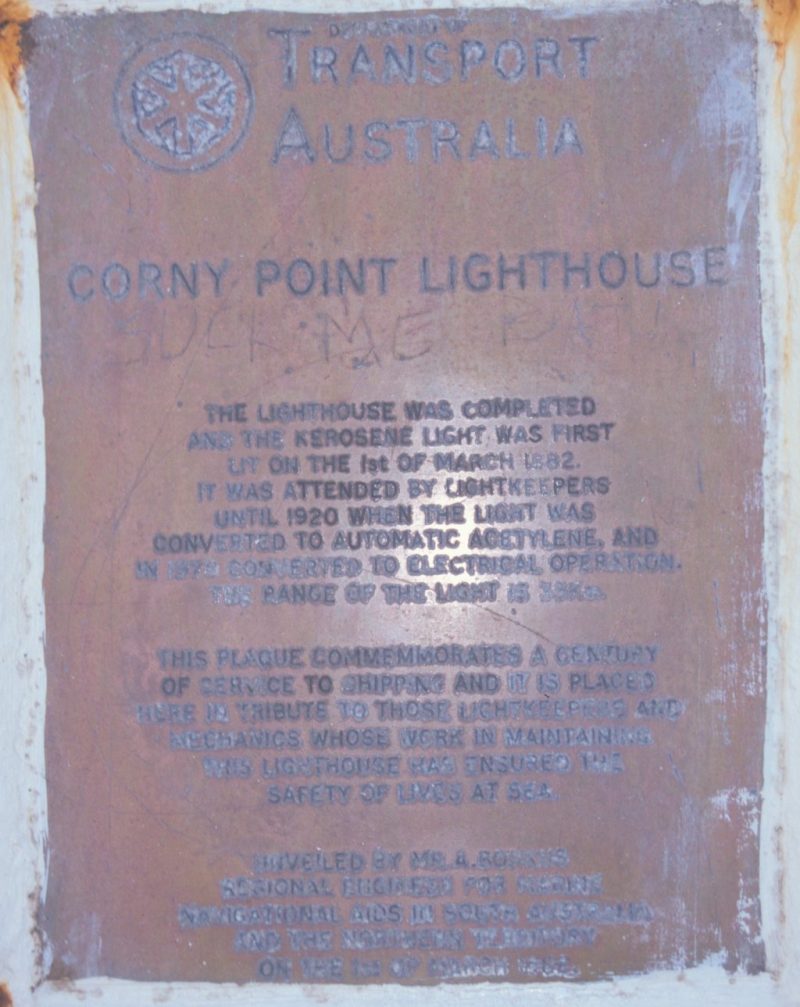 DEPARTMENT OF
TRANSPORT
AUSTRALIA
CORNY POINT LIGHTHOUSE
SUCK ME
THE LIGHTHOUSE WAS COMPLETED
AND THE KEROSENE LIGHT WAS FIRST
LIT ON THE 1st OF MARCH 1882.
IT WAS ATTENDED BY LIGHTKEEPERS
UNTIL 1920 WHEN THE LIGHT WAS
CONVERTED TO AUTOMATIC ACETYLENE, AND
IN CONVERTED TO ELECTRICAL OPERATION.
THE RANGE OF THE LIGHT IS
THIS PLAQUE COMMEMMORATES A CENTURY
OF SERVICE TO SHIPPING AND IT IS PLACED
HERE IN TRIBUTE TO THOSE LIGHTKEEPERS AND
MECHANICS WHOSE WORK IN MAINTAINING
THIS LIGHTHOUSE HAS ENSURED THE
SAFETY OF LIVES AT SEA.
UNVEILED BY MR. A.
REGIONAL ENGINEER FOR MARINE
NAVIGATIONAL AIDS IN SOUTH AUSTRALIA
AND THE NORTHERN TERRITORY
ON THE 1st OF MARCH